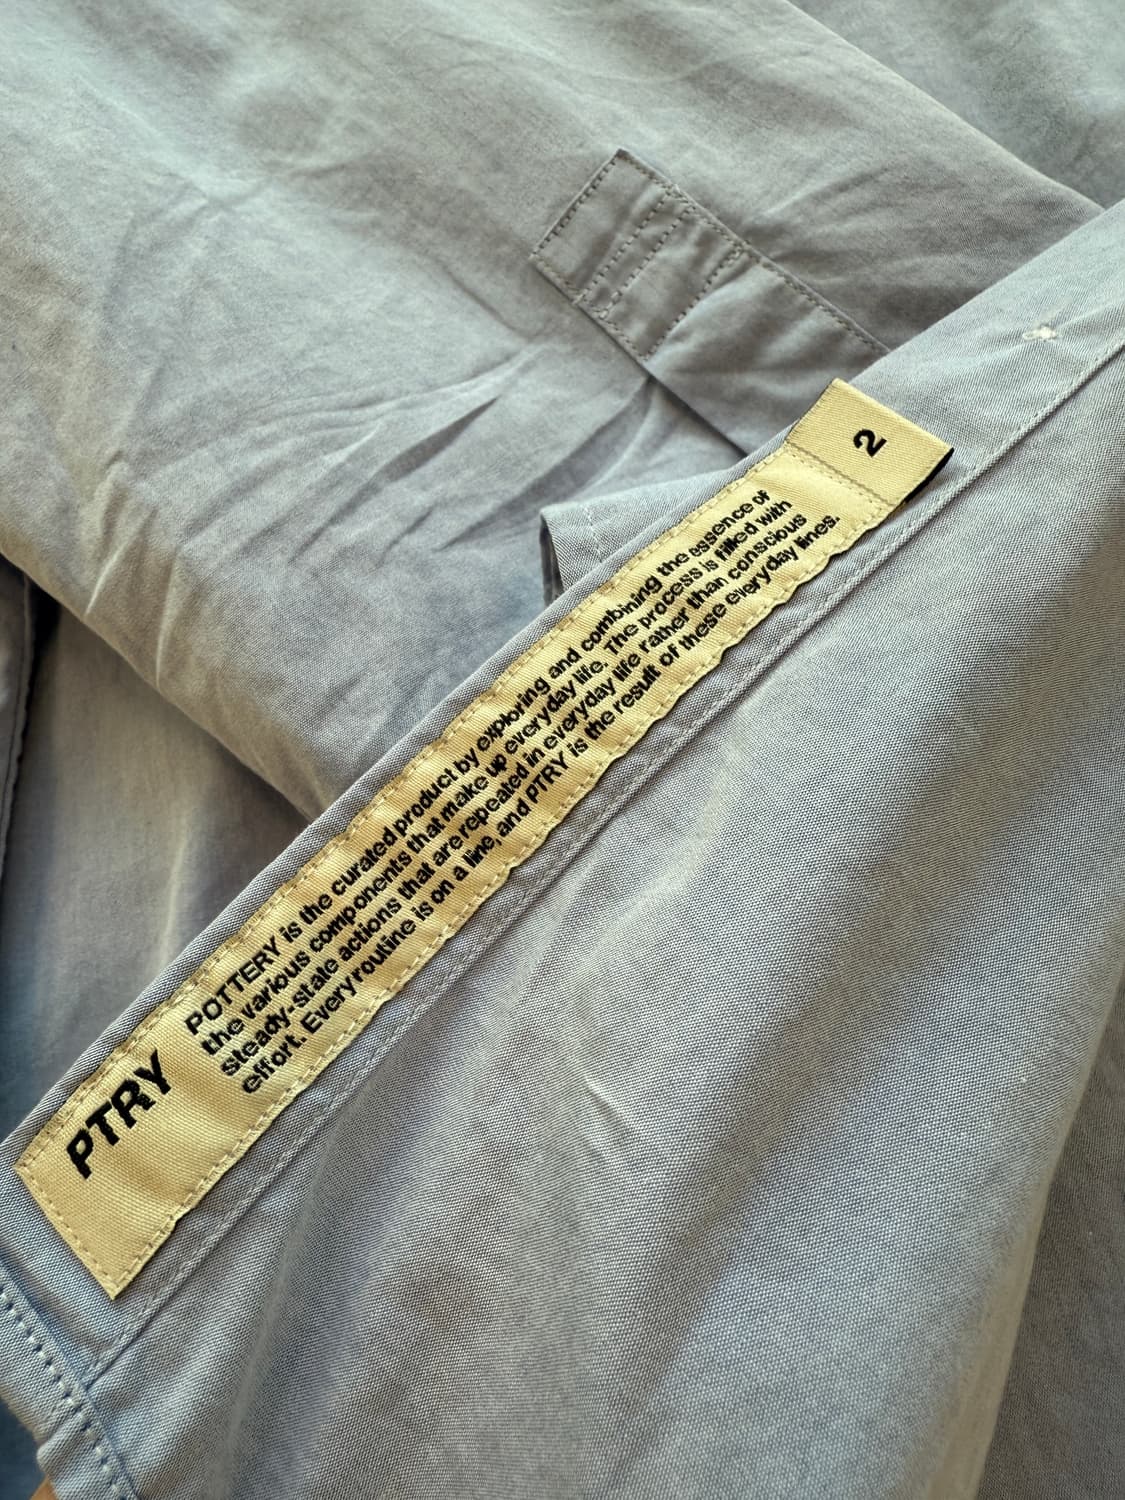 PTRY
POTTERY is the curated product by exploring and combining the essence of
the various components that make up everyday life. The process is filled with
steady-state actions that are repeated in everyday life rather than conscious
effort. Every routine is on a line, and PTRY is the result of these everyday lines.
2